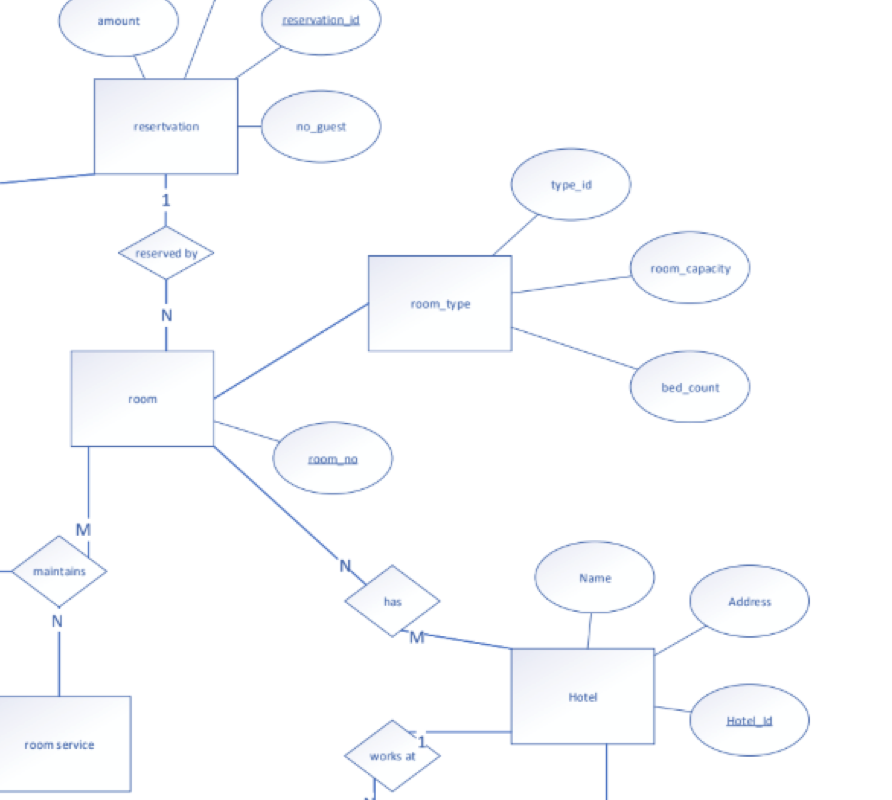 amount
reservation_id
resertvation
no_guest
1
type_id
reserved by
room_capacity
room_type
N
bed_count
room
room_no
M
N
maintains
Name
has
Address
N
M
Hotel
Hotel_Id
room service
1
works at